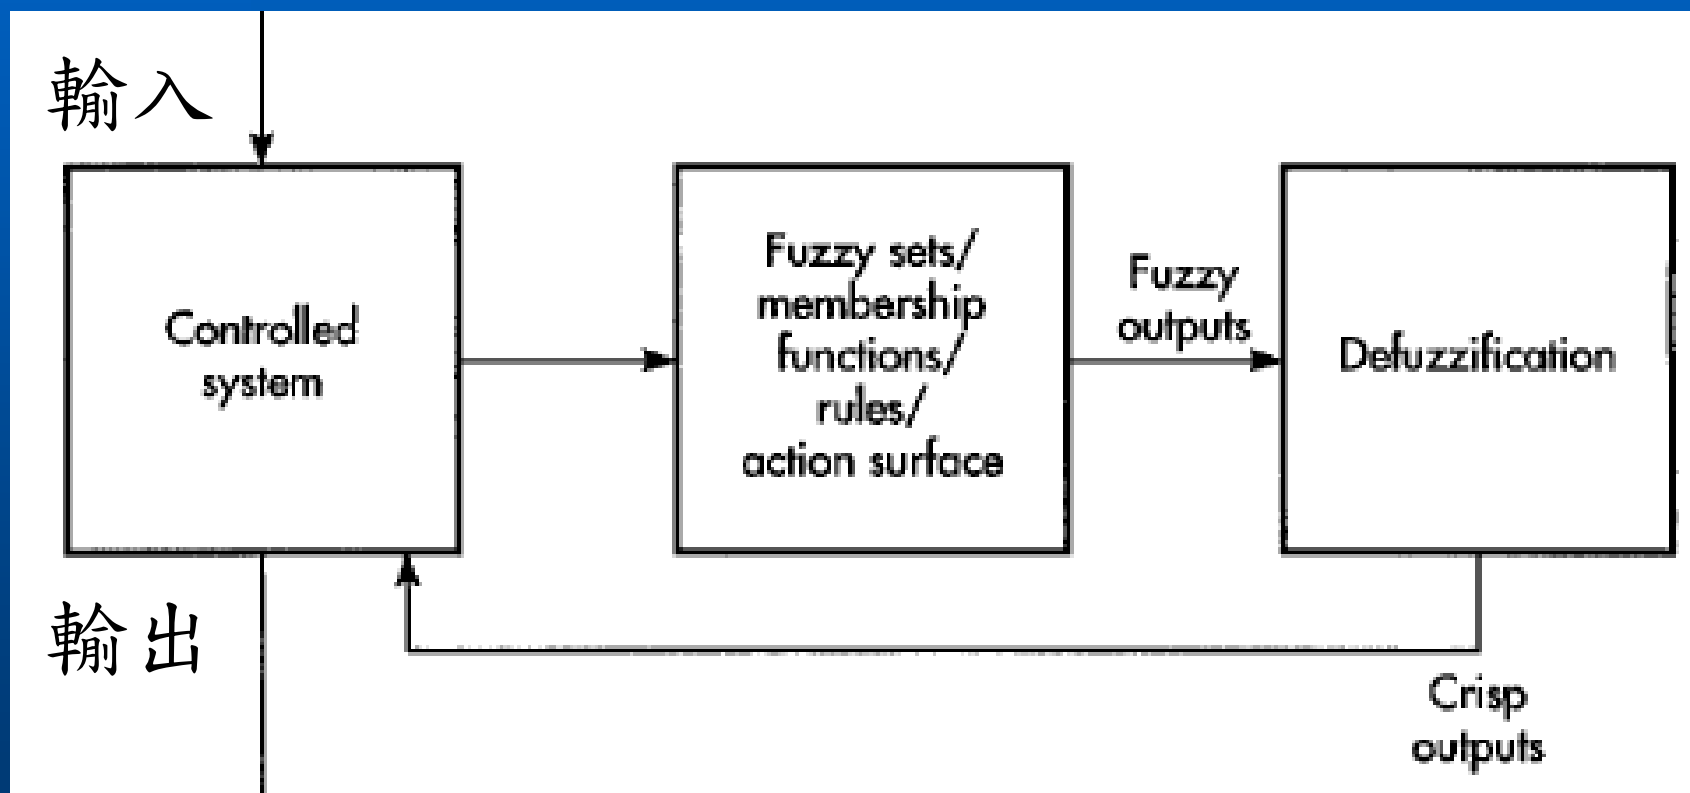 輸入
Controlled
system
Fuzzy sets/
membership
functions/
rules/
action surface
Fuzzy
outputs
Defuzzification
輸出
Crisp
outputs